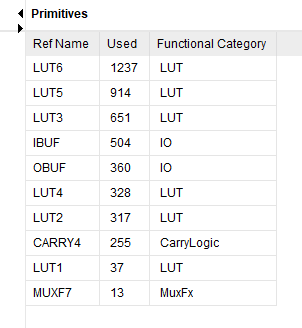 Primitives
Ref Name Used Functional Category
LUT6 1237 LUT
LUT5 914 LUT
LUT3 651 LUT
IBUF 504 IO
OBUF 360 IO
LUT4 328 LUT
LUT2 317 LUT
CARRY4 255 CarryLogic
LUT1 37 LUT
MUXF7 13 MuxFx